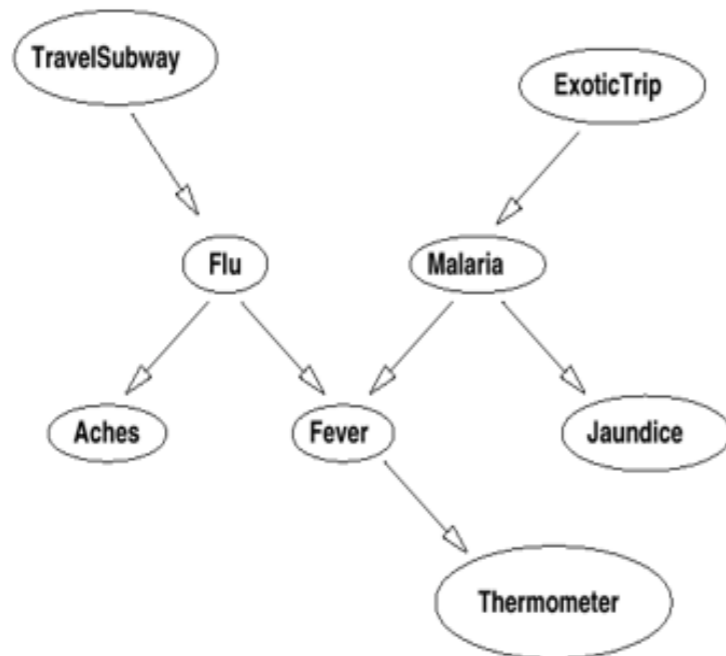 TravelSubway
ExoticTrip
Flu
Malaria
Aches
Fever
Jaundice
Thermometer